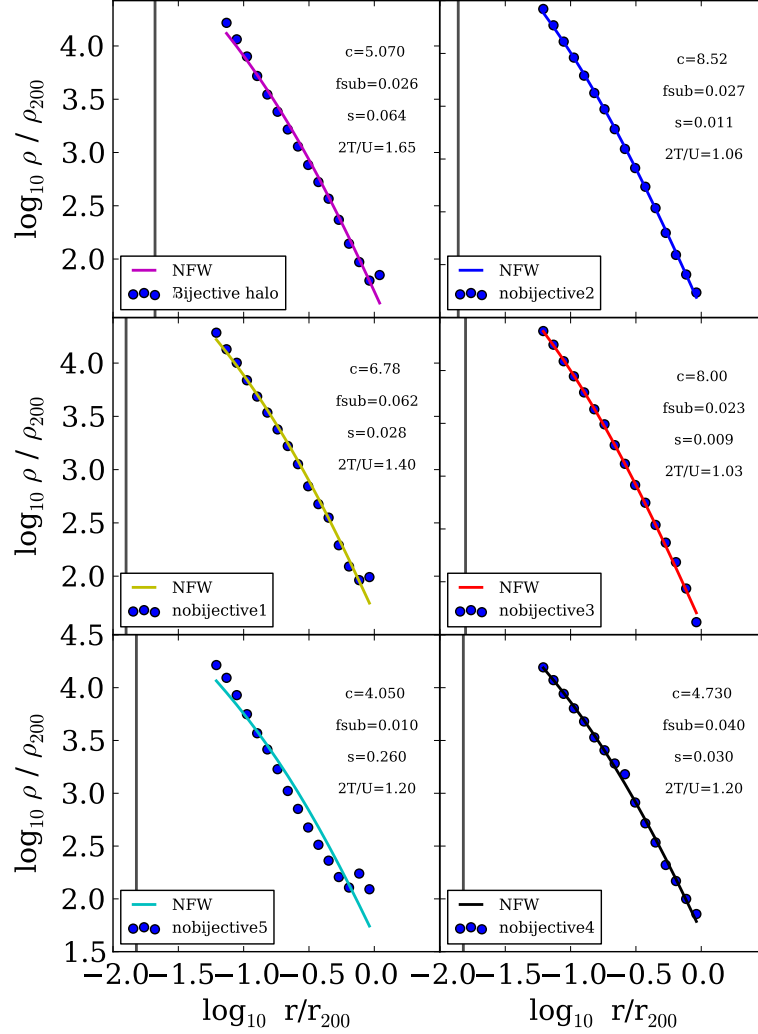 log₁₀ ρ / ρ₂₀₀
4.0
3.5
3.0
2.5
2.0
c=5.070
fsub=0.026
s=0.064
2T/U=1.65
NFW
halo
c=8.52
fsub=0.027
s=0.011
2T/U=1.06
NFW
nobijective2
log₁₀ ρ / ρ₂₀₀
4.0
3.5
3.0
2.5
2.0
c=6.78
fsub=0.062
s=0.028
2T/U=1.40
NFW
nobijective1
c=8.00
fsub=0.023
s=0.009
2T/U=1.03
NFW
nobijective3
log₁₀ ρ / ρ₂₀₀
4.5
4.0
3.5
3.0
2.5
2.0
1.5
c=4.050
fsub=0.010
s=0.260
2T/U=1.20
NFW
nobijective5
c=4.730
fsub=0.040
s=0.030
2T/U=1.20
NFW
nobijective4
−2.0 −1.5 −1.0 −0.5 0.0
−2.0 −1.5 −1.0 −0.5 0.0
log₁₀ r/r₂₀₀
log₁₀ r/r₂₀₀